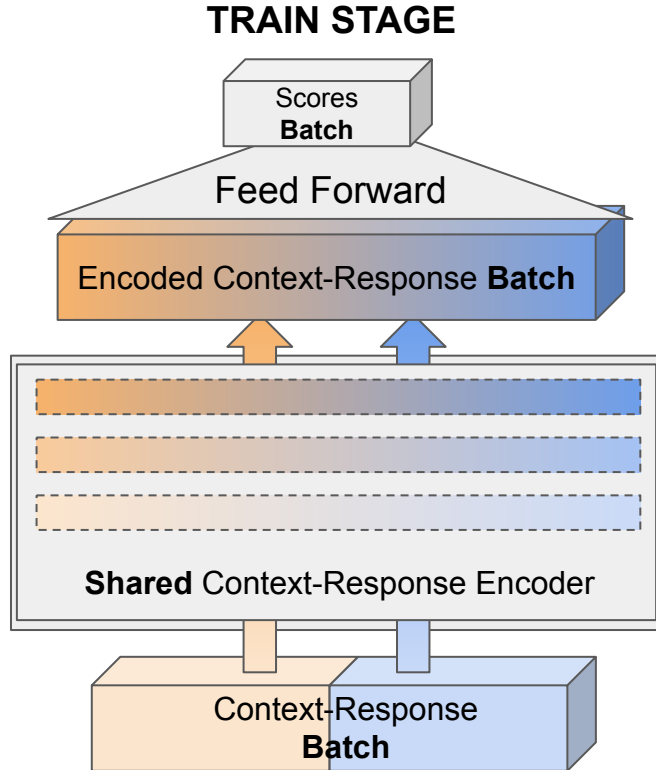 TRAIN STAGE
Scores
Batch
Feed Forward
Encoded Context-Response Batch
Shared Context-Response Encoder
Context-Response
Batch